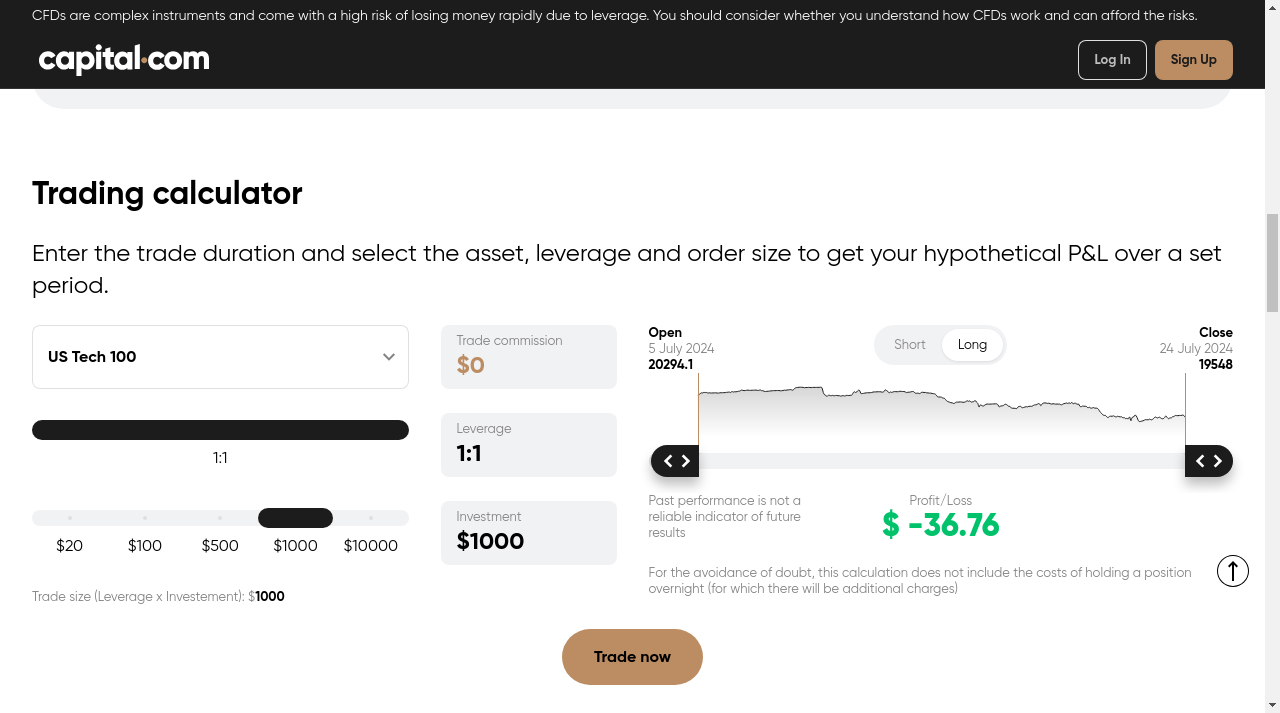 CFDs are complex instruments and come with a high risk of losing money rapidly due to leverage. You should consider whether you understand how CFDs work and can afford the risks.
capital.com
Log In
Sign Up
Trading calculator
Enter the trade duration and select the asset, leverage and order size to get your hypothetical P&L over a set
period.
US Tech 100
1:1
$20
$100
$500
$1000
$10000
Trade size (Leverage x Investement): $1000
Trade commission
$0
Leverage
1:1
Investment
$1000
Open
5 July 2024
20294.1
Short
Long
Close
24 July 2024
19548
Past performance is not a
reliable indicator of future
results
Profit/Loss
$ -36.76
For the avoidance of doubt, this calculation does not include the costs of holding a position
overnight (for which there will be additional charges)
Trade now